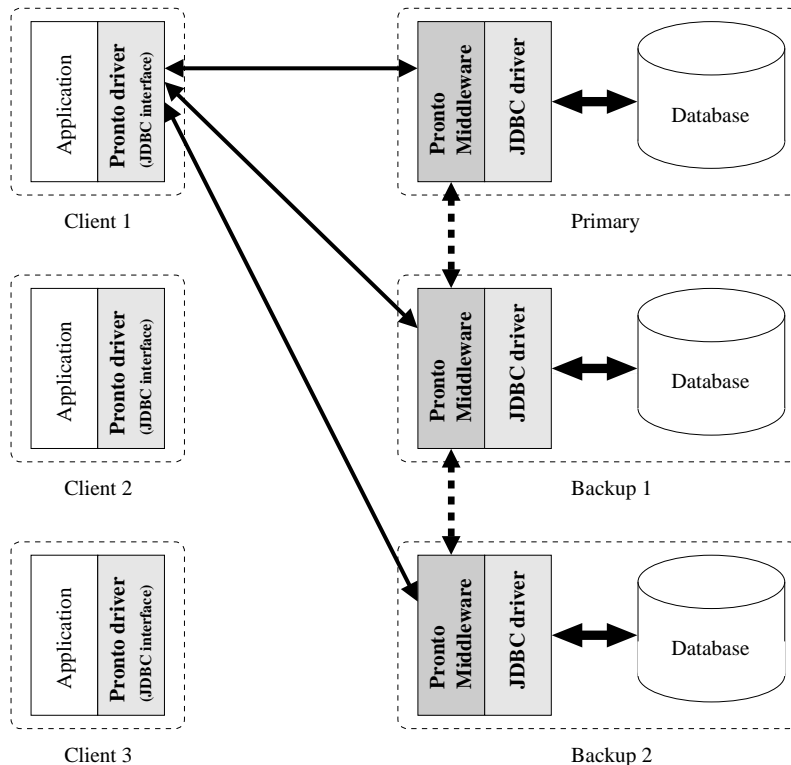 Application
Pronto driver
(JDBC interface)
Client 1
Pronto
Middleware
JDBC driver
Database
Primary
Application
Pronto driver
(JDBC interface)
Client 2
Pronto
Middleware
JDBC driver
Database
Backup 1
Application
Pronto driver
(JDBC interface)
Client 3
Pronto
Middleware
JDBC driver
Database
Backup 2